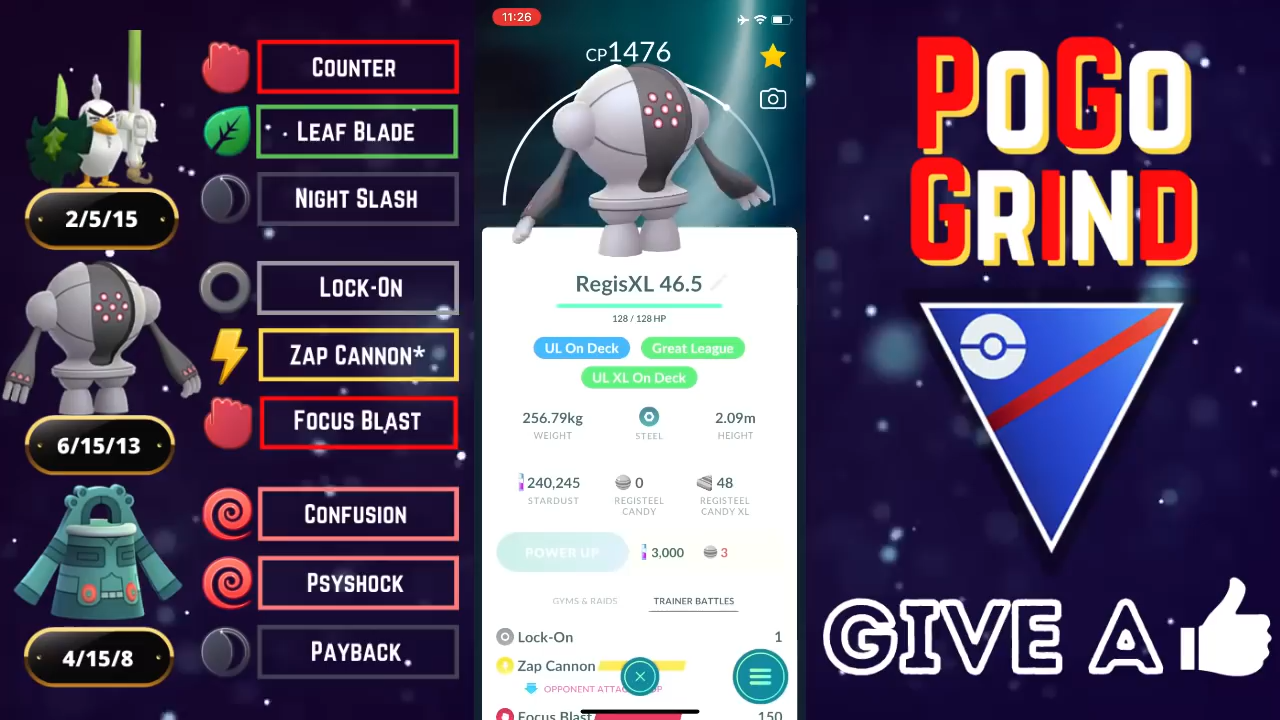 COUNTER
LEAF BLADE
NIGHT SLASH
2/5/15
LOCK-ON
ZAP CANNON*
FOCUS BLAST
6/15/13
CONFUSION
PSYSHOCK
PAYBACK
4/15/8
11:26
CP1476
RegisXL 46.5
128 / 128 HP
UL On Deck
Great League
UL XL On Deck
256.79kg
WEIGHT
STEEL
2.09m
HEIGHT
240,245
STARDUST
0
REGISTEEL
CANDY
48
REGISTEEL
CANDY XL
POWER UP
3,000
3
GYMS & RAIDS
TRAINER BATTLES
Lock-On
1
Zap Cannon
OPPONENT
Focus Blast
150
POGO
GRIND
GIVE A